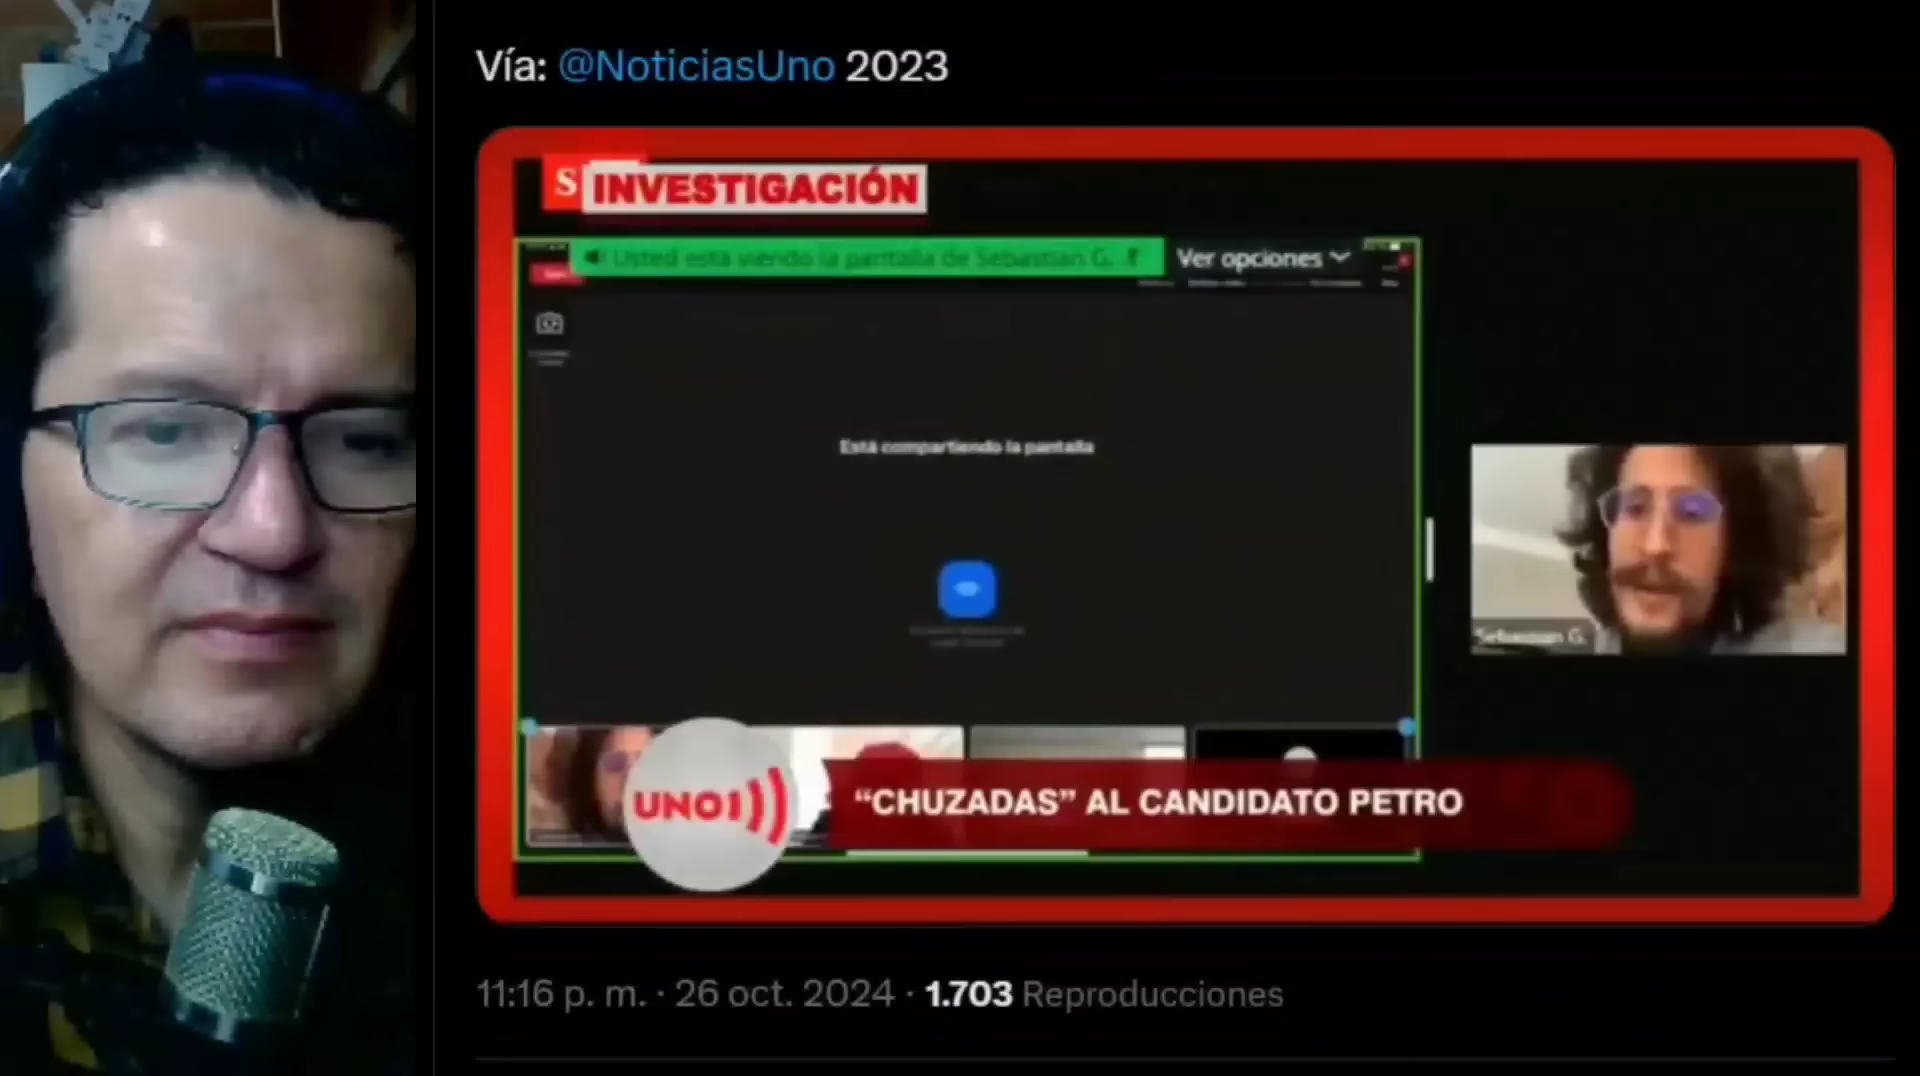 Vía: @NoticiasUno 2023
S INVESTIGACIÓN
Usted está viendo la pantalla de Sebastian G.
Ver opciones
Está compartiendo la pantalla
Sebastian G.
UNO1
“CHUZADAS” AL CANDIDATO PETRO
11:16 p. m. · 26 oct. 2024 · 1.703 Reproducciones